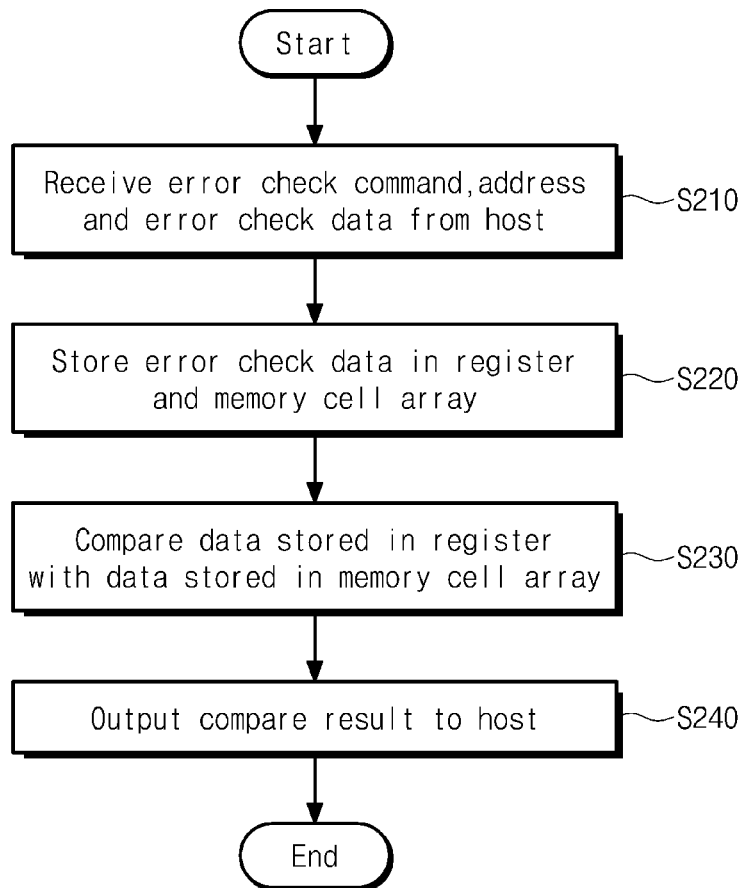 Start
Receive error check command,address
and error check data from host
S210
Store error check data in register
and memory cell array
S220
Compare data stored in register
with data stored in memory cell array
S230
Output compare result to host
S240
End